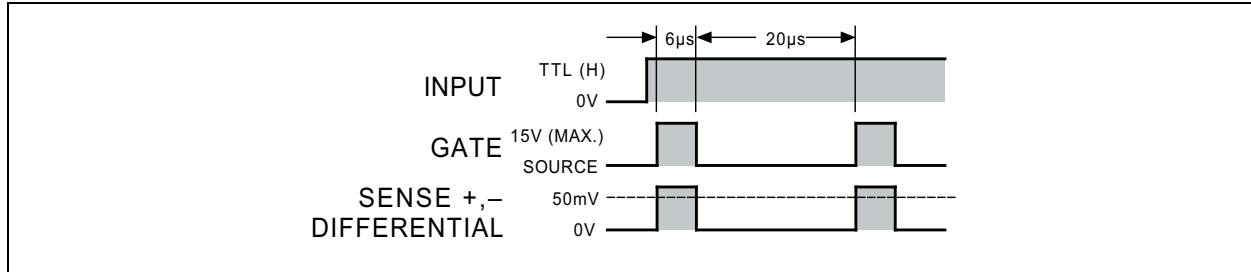 6µs 20µs
INPUT TTL (H)
0V
GATE 15V (MAX.)
SOURCE
SENSE +,– 50mV
DIFFERENTIAL 0V